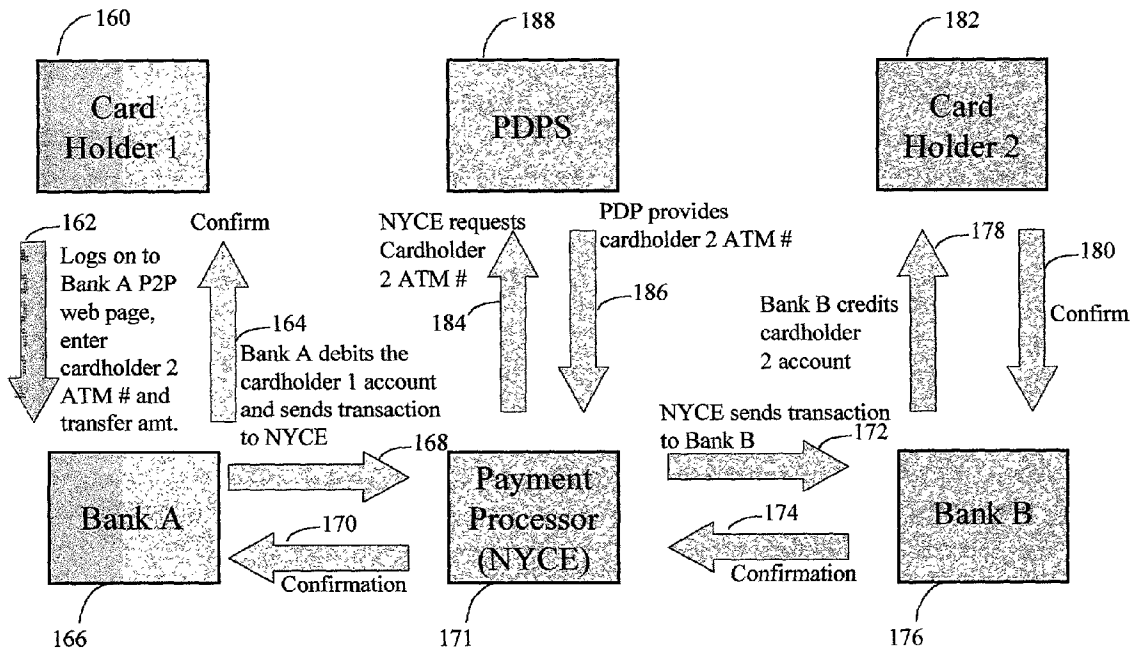 160
188
182
Card
Holder 1
PDPS
Card
Holder 2
162
Logs on to
Bank A P2P
web page,
enter
cardholder 2
ATM # and
transfer amt.
Confirm
164
Bank A debits the
cardholder 1 account
and sends transaction
to NYCE
NYCE requests
Cardholder
2 ATM #
184
PDP provides
cardholder 2 ATM #
186
178
Bank B credits
cardholder
2 account
180
Confirm
168
NYCE sends transaction
to Bank B
172
Bank A
170
Confirmation
Payment
Processor
(NYCE)
174
Confirmation
Bank B
166
171
176